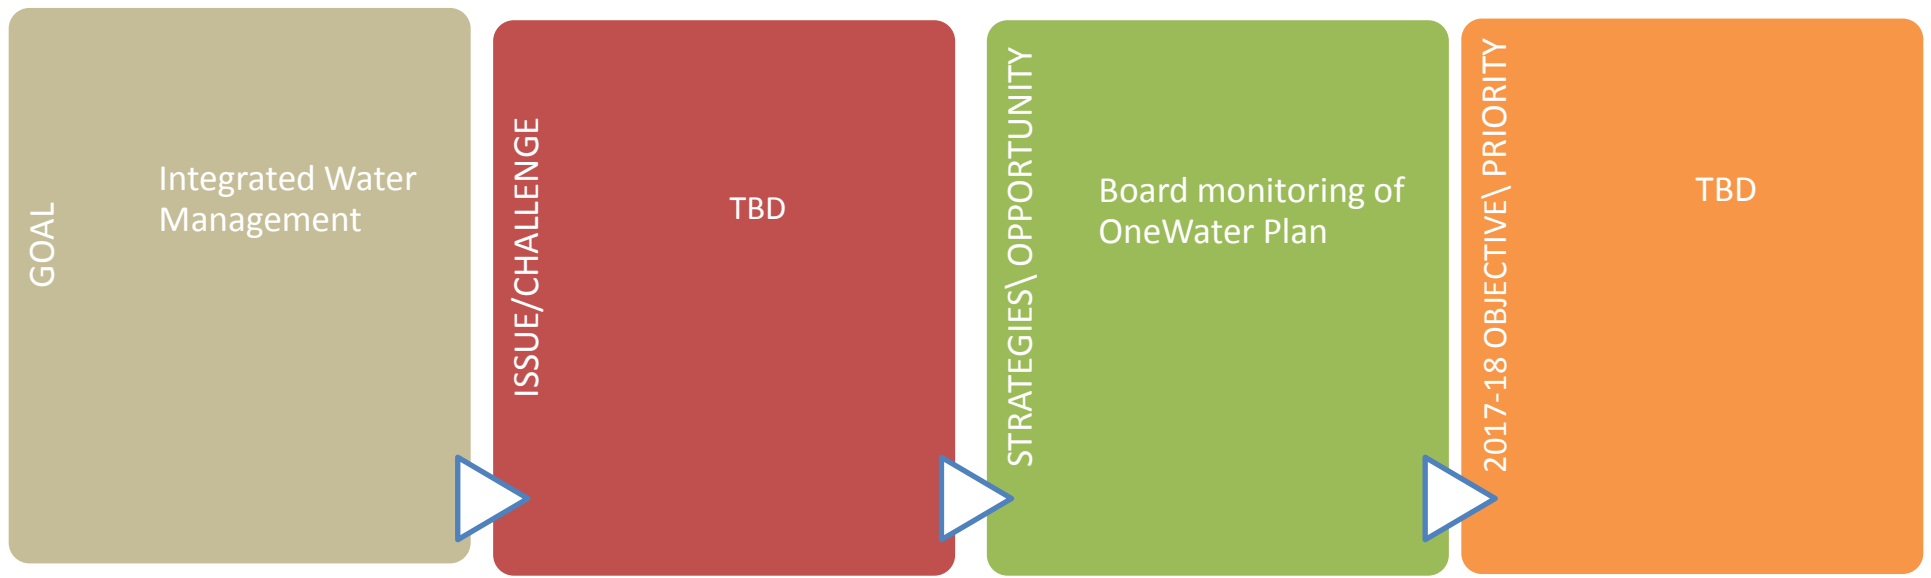 GOAL
Integrated Water
Management
ISSUE/CHALLENGE
TBD
STRATEGIES\ OPPORTUNITY
Board monitoring of
OneWater Plan
2017-18 OBJECTIVE\ PRIORITY
TBD